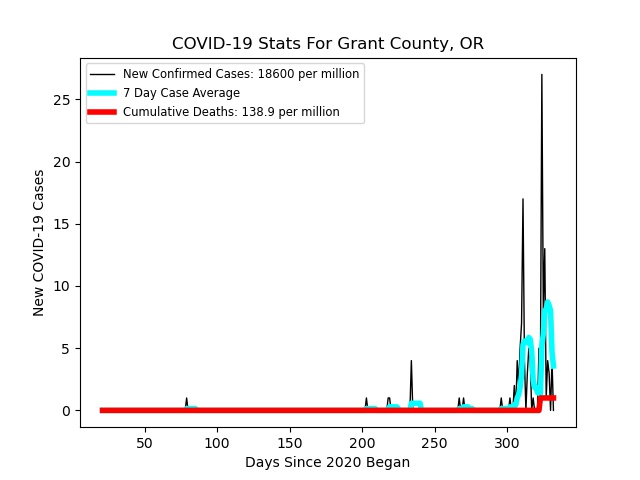 COVID-19 Stats For Grant County, OR
New Confirmed Cases: 18600 per million
7 Day Case Average
Cumulative Deaths: 138.9 per million
New COVID-19 Cases
25
20
15
10
5
0
50 100 150 200 250 300
Days Since 2020 Began